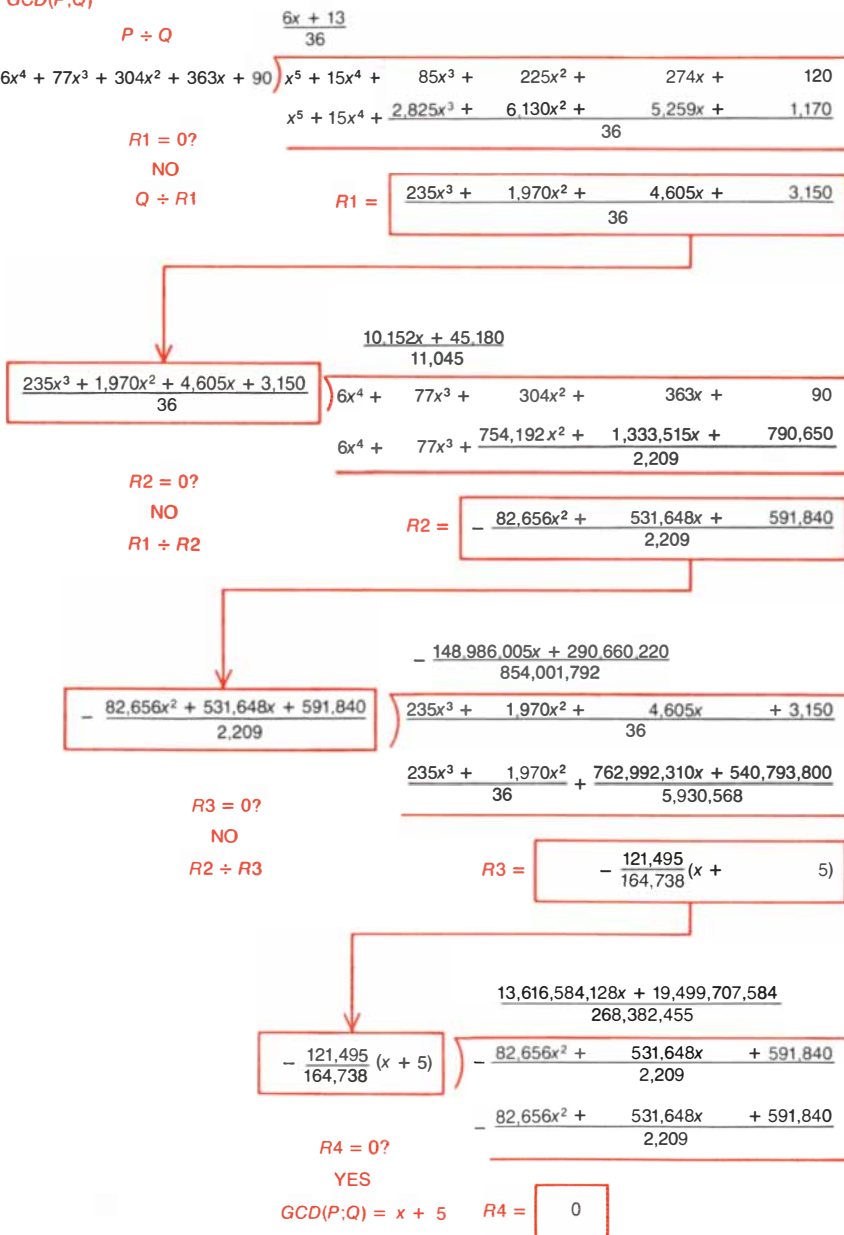 GCD(P;Q)
P ÷ Q
6x + 13
36
6x⁴ + 77x³ + 304x² + 363x + 90 ) x⁵ + 15x⁴ + 85x³ + 225x² + 274x + 120
x⁵ + 15x⁴ + 2,825x³ + 6,130x² + 5,259x + 1,170
36
R1 = 0?
NO
Q ÷ R1
R1 = 235x³ + 1,970x² + 4,605x + 3,150
36
10,152x + 45,180
11,045
235x³ + 1,970x² + 4,605x + 3,150
36
) 6x⁴ + 77x³ + 304x² + 363x + 90
6x⁴ + 77x³ + 754,192x² + 1,333,515x + 790,650
2,209
R2 = 0?
NO
R1 ÷ R2
R2 = − 82,656x² + 531,648x + 591,840
2,209
− 148,986,005x + 290,660,220
854,001,792
− 82,656x² + 531,648x + 591,840
2,209
) 235x³ + 1,970x² + 4,605x + 3,150
36
235x³ + 1,970x² + 762,992,310x + 540,793,800
36 5,930,568
R3 = 0?
NO
R2 ÷ R3
R3 = − 121,495 (x + 5)
164,738
13,616,584,128x + 19,499,707,584
268,382,455
− 121,495 (x + 5)
164,738
) − 82,656x² + 531,648x + 591,840
2,209
− 82,656x² + 531,648x + 591,840
2,209
R4 = 0?
YES
GCD(P;Q) = x + 5
R4 = 0